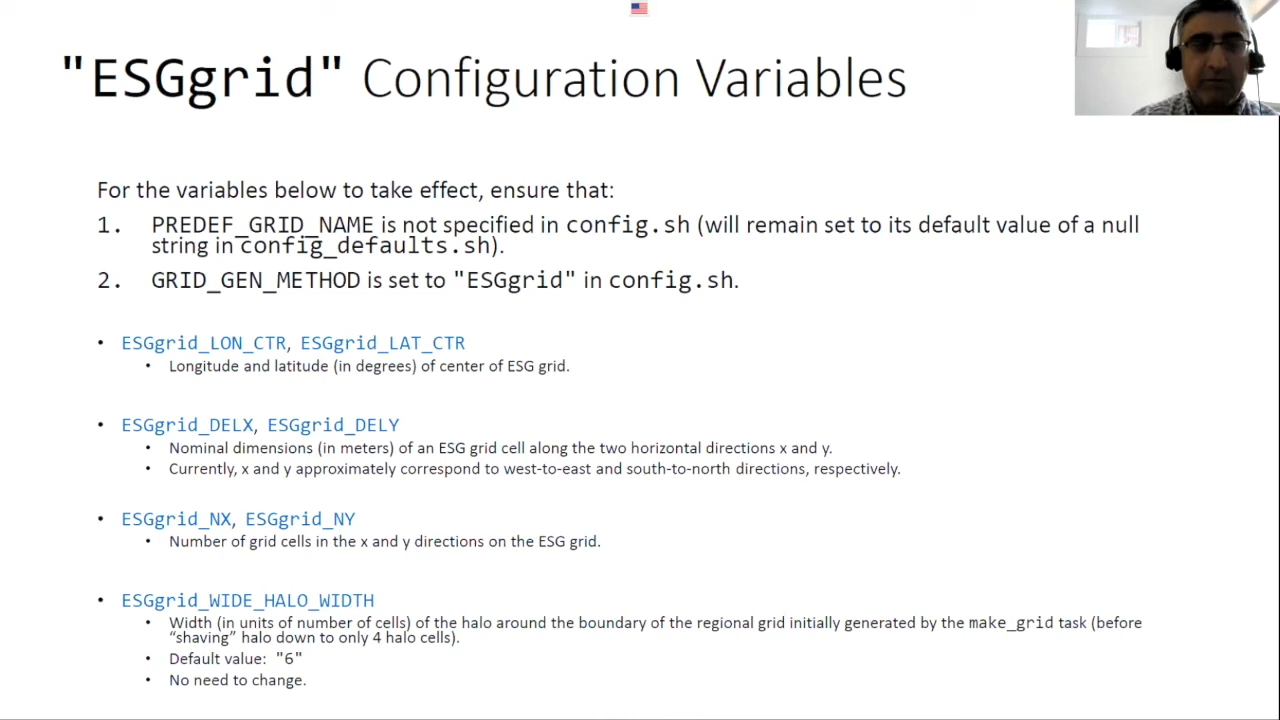 "ESGgrid" Configuration Variables
For the variables below to take effect, ensure that:
1. PREDEF_GRID_NAME is not specified in config.sh (will remain set to its default value of a null
string in config_defaults.sh).
2. GRID_GEN_METHOD is set to "ESGgrid" in config.sh.
• ESGgrid_LON_CTR, ESGgrid_LAT_CTR
• Longitude and latitude (in degrees) of center of ESG grid.
• ESGgrid_DELX, ESGgrid_DELY
• Nominal dimensions (in meters) of an ESG grid cell along the two horizontal directions x and y.
• Currently, x and y approximately correspond to west-to-east and south-to-north directions, respectively.
• ESGgrid_NX, ESGgrid_NY
• Number of grid cells in the x and y directions on the ESG grid.
• ESGgrid_WIDE_HALO_WIDTH
• Width (in units of number of cells) of the halo around the boundary of the regional grid initially generated by the make_grid task (before
“shaving” halo down to only 4 halo cells).
• Default value: "6"
• No need to change.